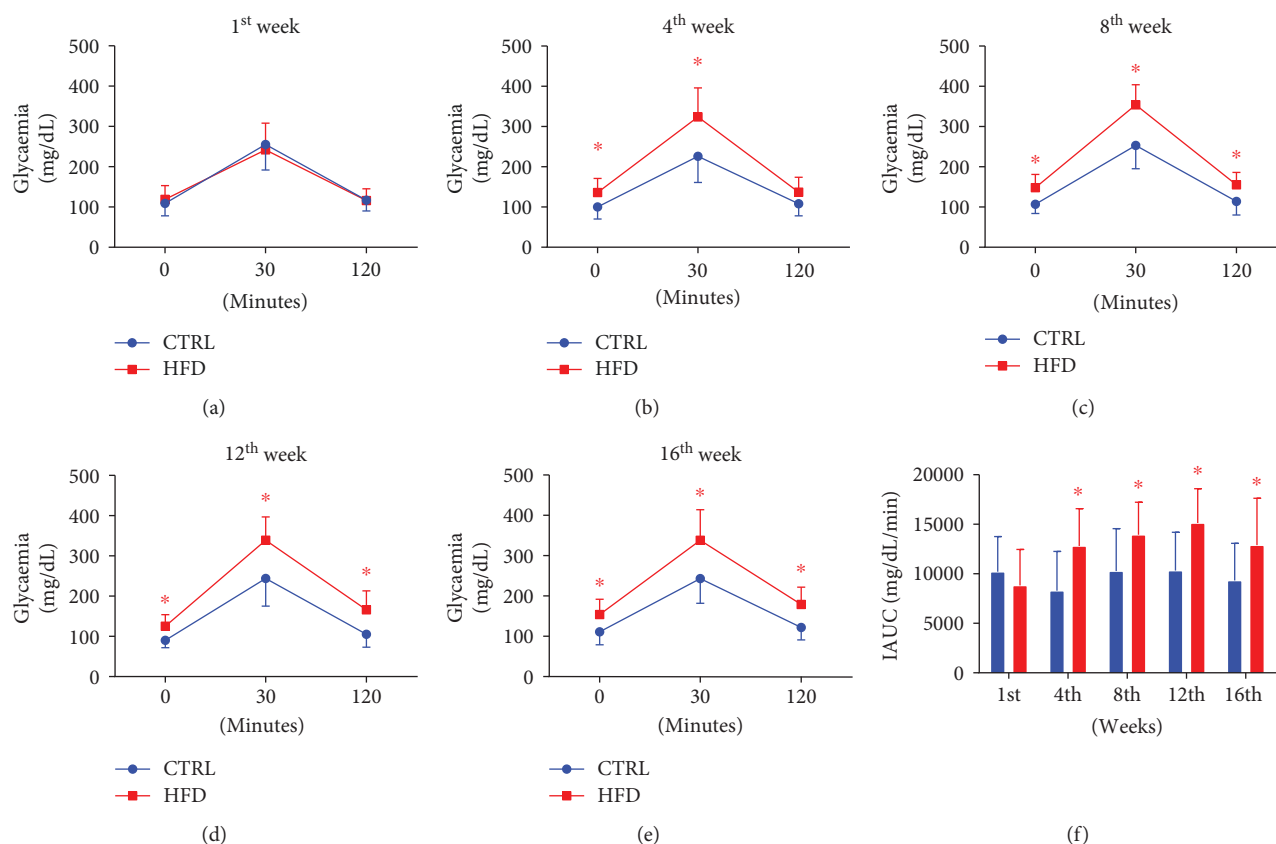 1st week
500
400
300
200
100
0
Glycaemia
(mg/dL)
0 30 120
(Minutes)
CTRL
HFD
(a)
4th week
500
400
300
200
100
0
Glycaemia
(mg/dL)
*
*
0 30 120
(Minutes)
CTRL
HFD
(b)
8th week
500
400
300
200
100
0
Glycaemia
(mg/dL)
*
*
*
0 30 120
(Minutes)
CTRL
HFD
(c)
12th week
500
400
300
200
100
0
Glycaemia
(mg/dL)
*
*
*
0 30 120
(Minutes)
CTRL
HFD
(d)
16th week
500
400
300
200
100
0
Glycaemia
(mg/dL)
*
*
*
0 30 120
(Minutes)
CTRL
HFD
(e)
20000
15000
10000
5000
0
IAUC (mg/dL/min)
* * * *
1st 4th 8th 12th 16th
(Weeks)
(f)